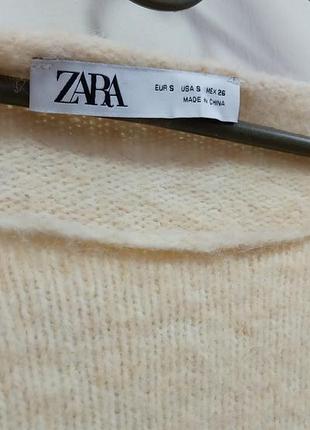 ZARA
EUR S USA S MEX 26
MADE IN CHINA